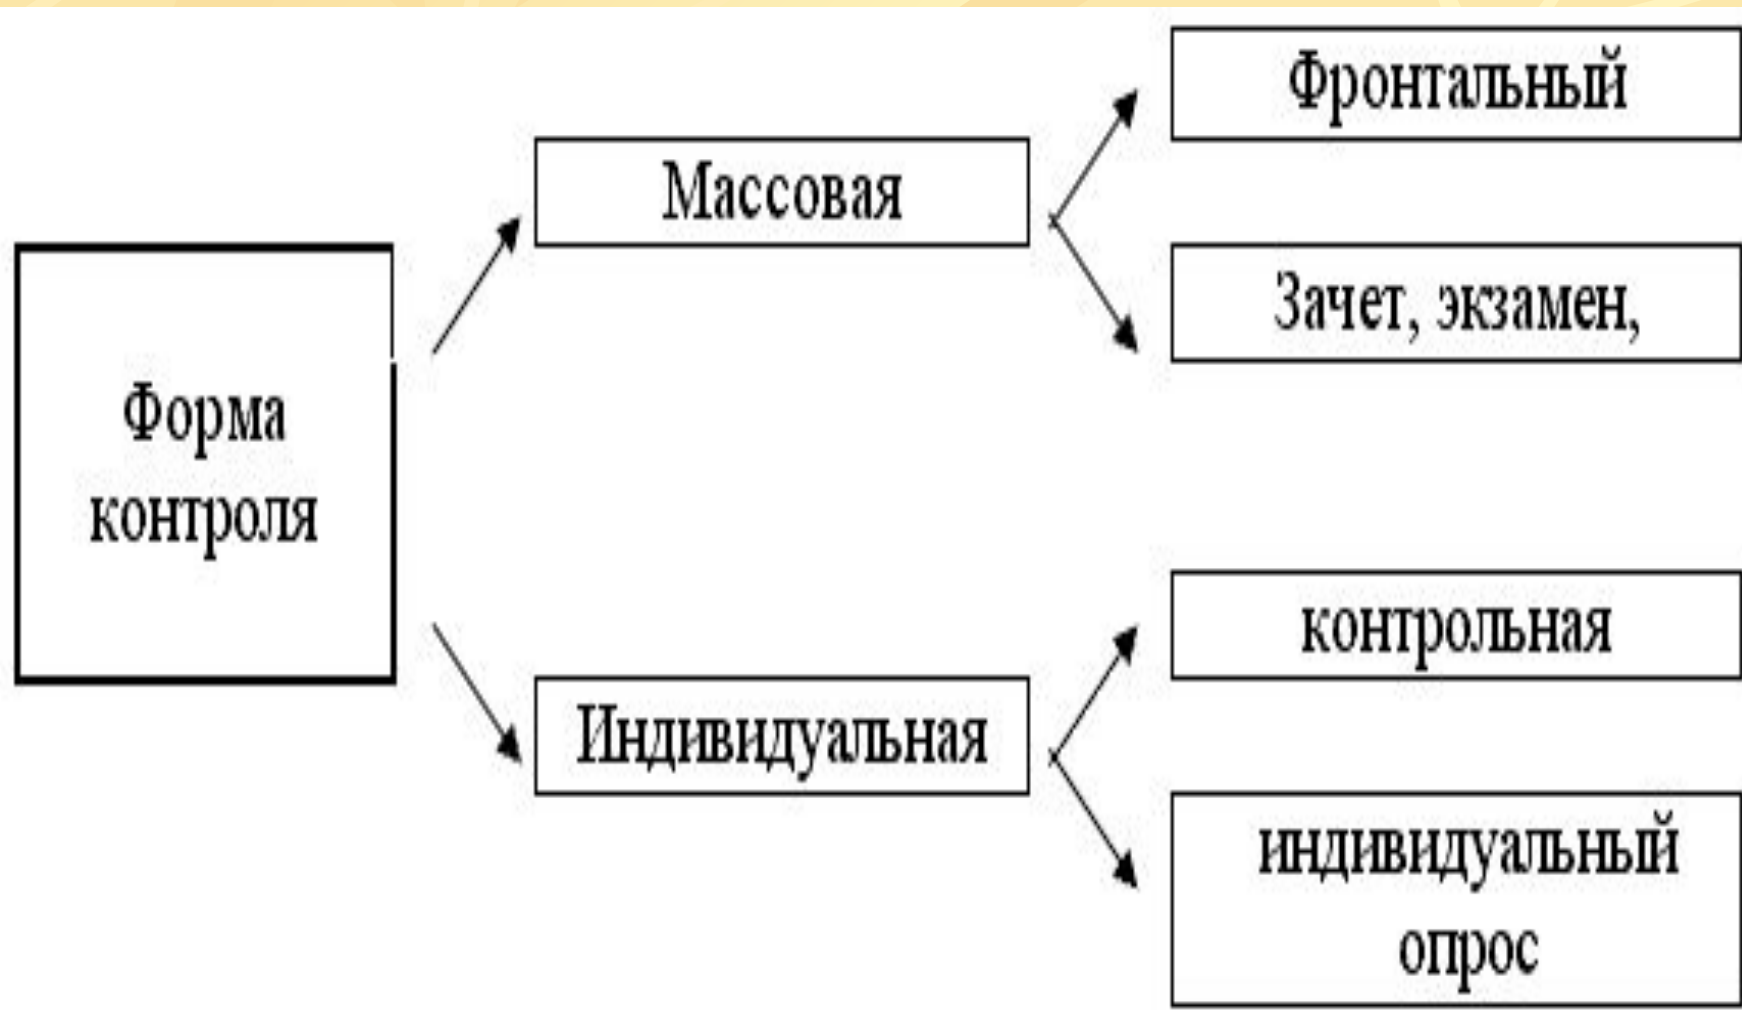 Форма
контроля
Массовая
Фронтальный
Зачет, экзамен,
Индивидуальная
контрольная
индивидуальный
опрос